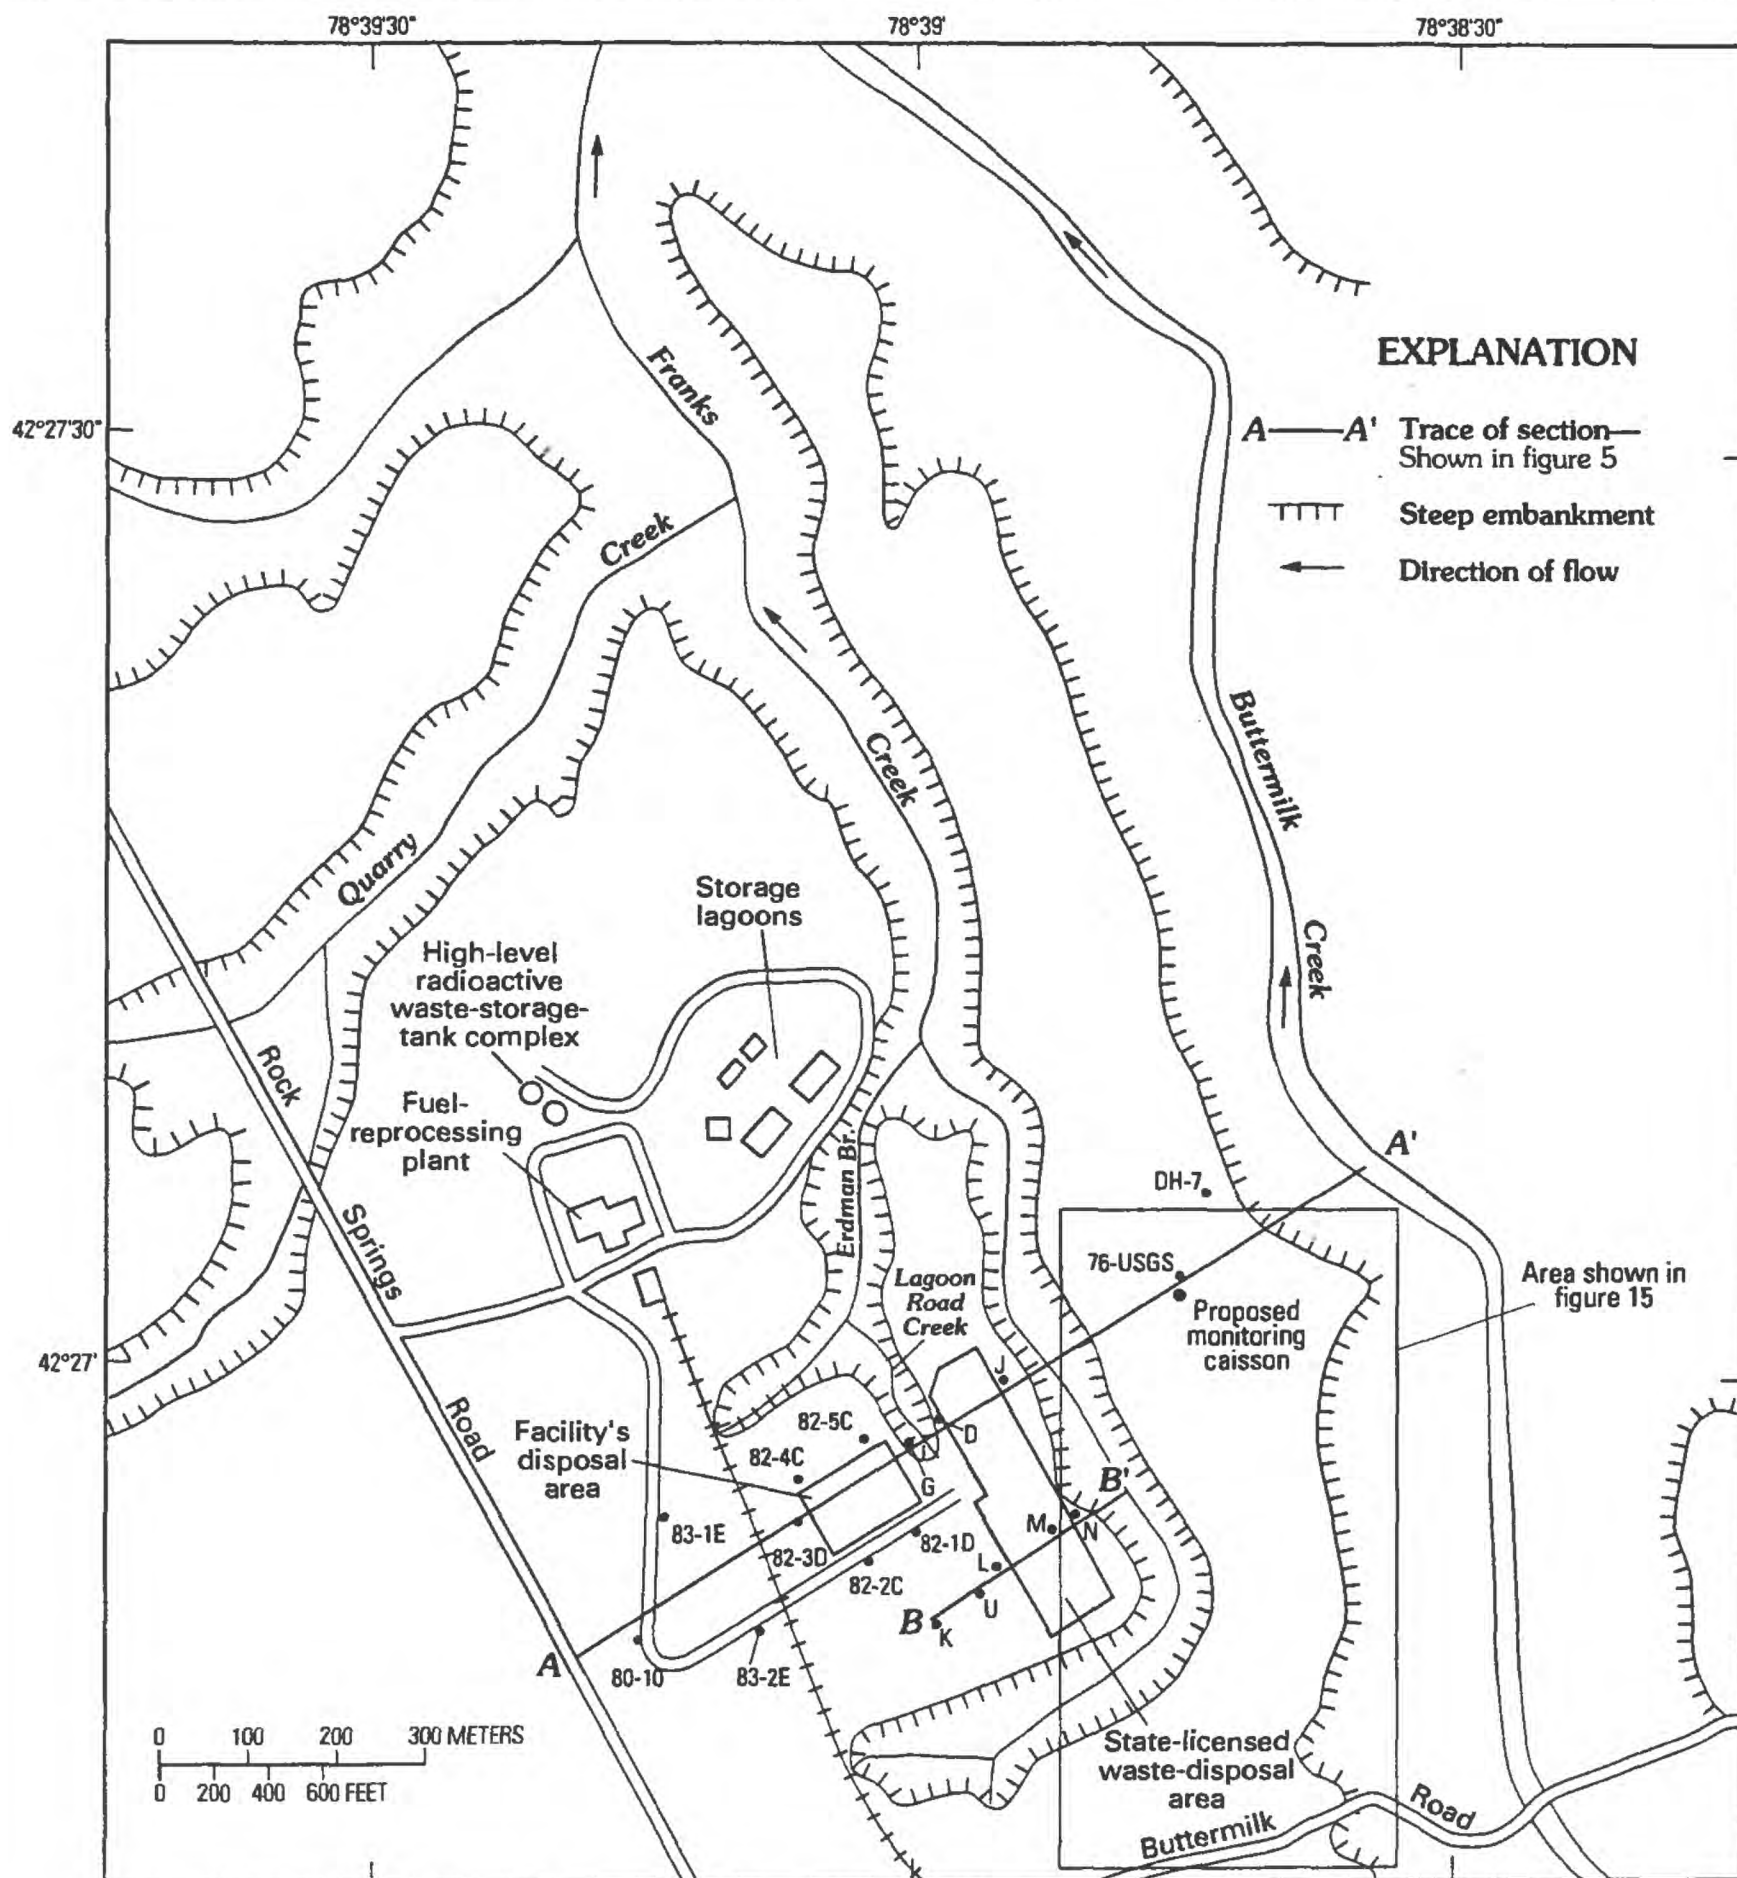 78°39'30"
78°39'
78°38'30"
EXPLANATION
A A' Trace of section—
Shown in figure 5
Steep embankment
Direction of flow
42°27'30"
42°27'
Franks
Creek
Creek
Quarry
Buttermilk
Creek
Storage
lagoons
High-level
radioactive
waste-storage-
tank complex
Fuel-
reprocessing
plant
Rock
Springs
Road
Erdman Br.
Lagoon
Road
Creek
A'
DH-7
76-USGS
Proposed
monitoring
caisson
Area shown in
figure 15
J
D
I
G
82-5C
82-4C
Facility's
disposal
area
83-1E
82-3D
82-1D
82-2C
B'
M
N
L
U
B
K
A
80-10
83-2E
0 100 200 300 METERS
0 200 400 600 FEET
State-licensed
waste-disposal
area
Buttermilk
Road